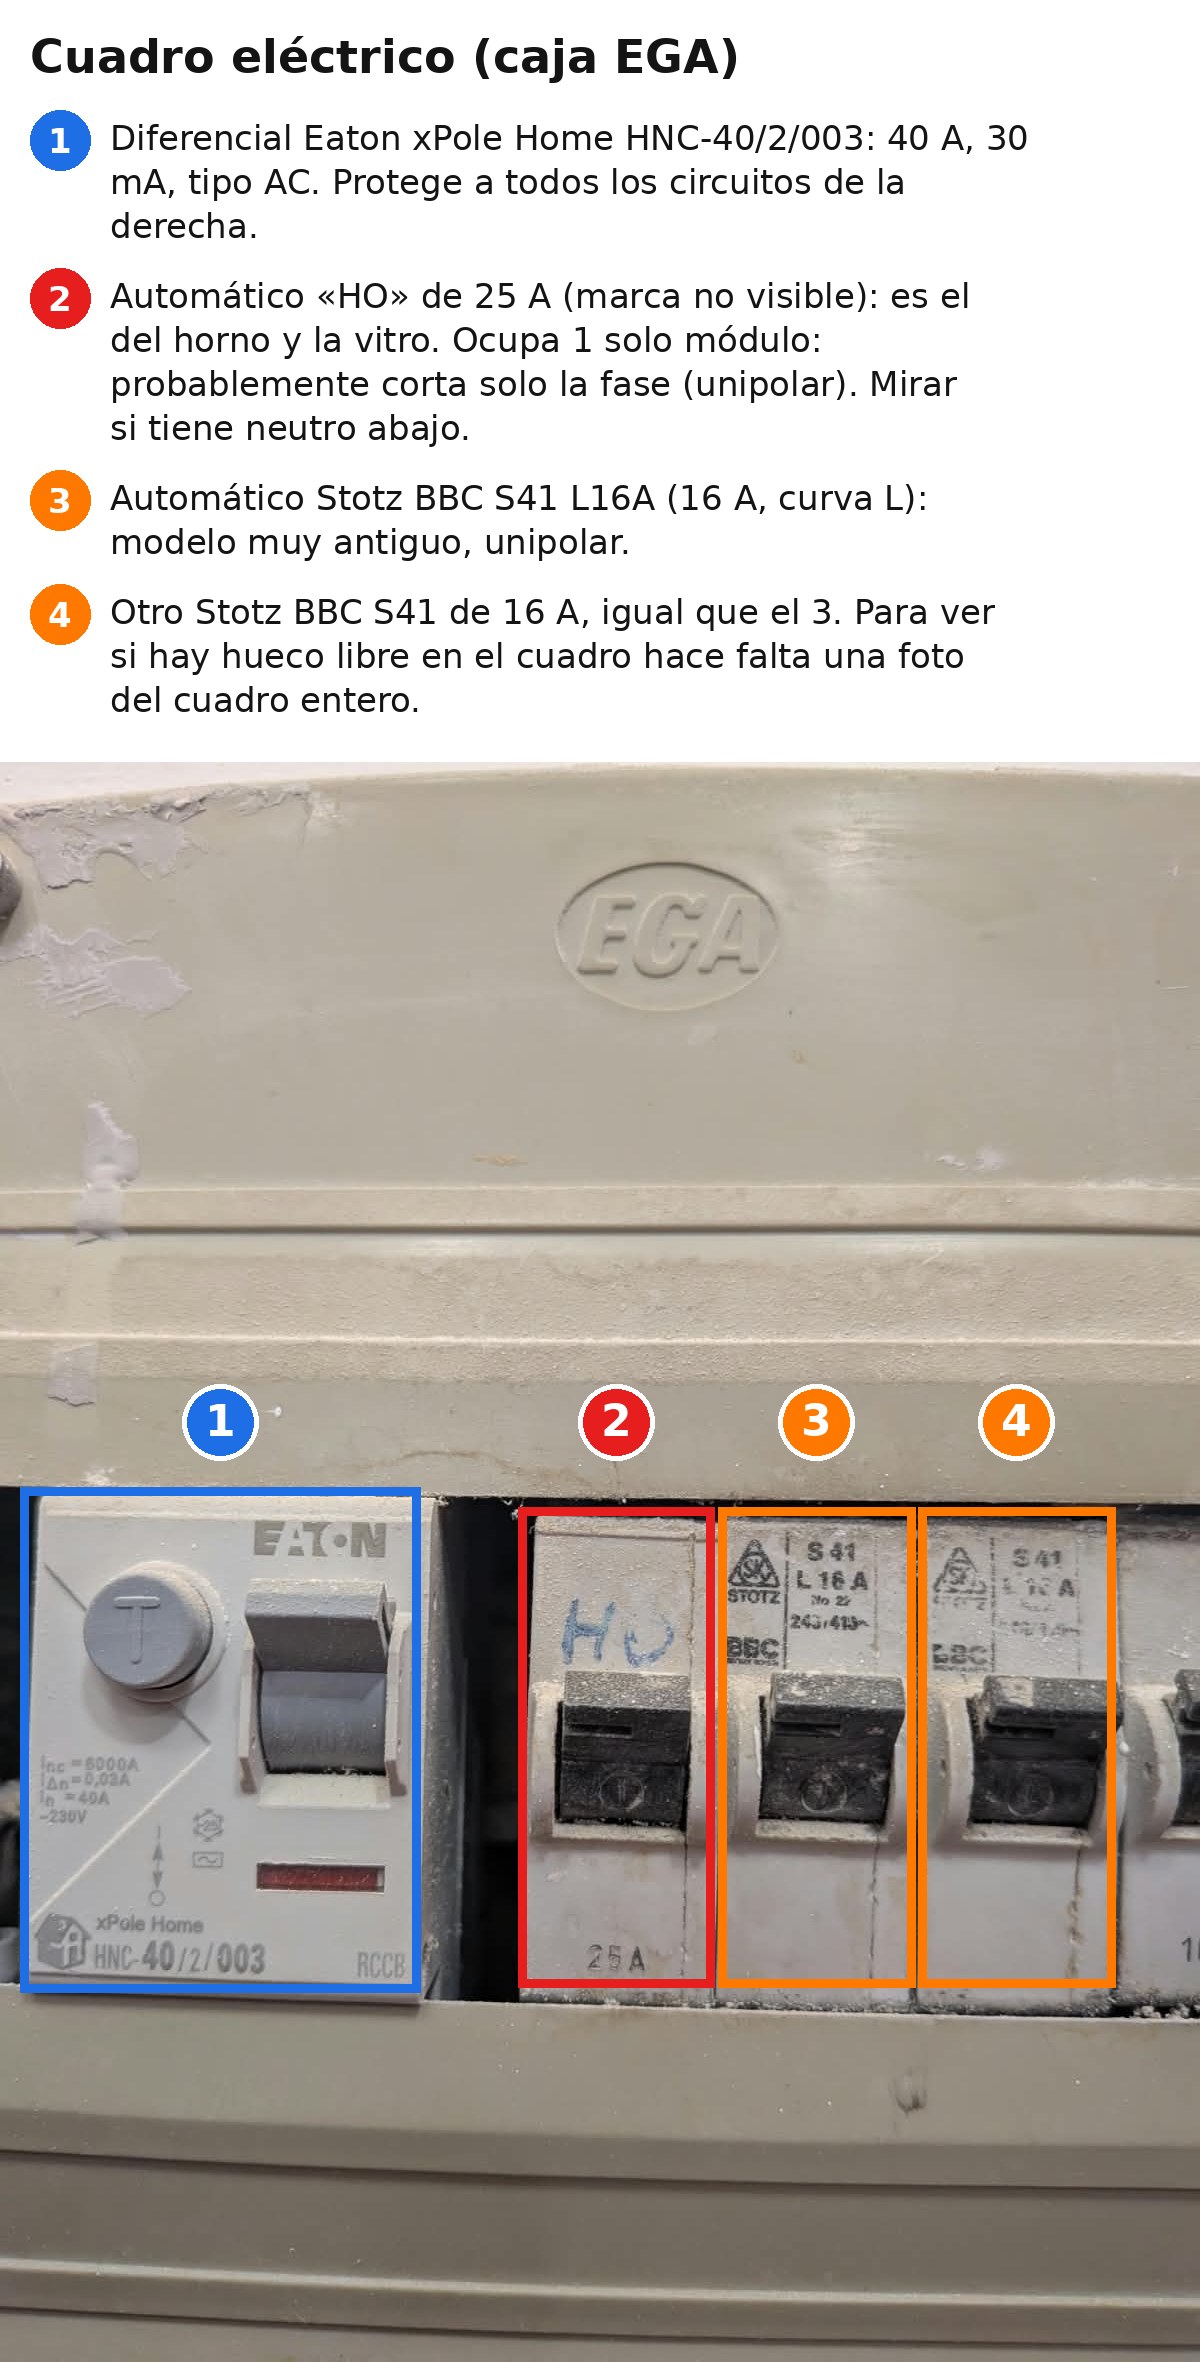 Cuadro eléctrico (caja EGA)
1 Diferencial Eaton xPole Home HNC-40/2/003: 40 A, 30
mA, tipo AC. Protege a todos los circuitos de la
derecha.
2 Automático «HO» de 25 A (marca no visible): es el
del horno y la vitro. Ocupa 1 solo módulo:
probablemente corta solo la fase (unipolar). Mirar
si tiene neutro abajo.
3 Automático Stotz BBC S41 L16A (16 A, curva L):
modelo muy antiguo, unipolar.
4 Otro Stotz BBC S41 de 16 A, igual que el 3. Para ver
si hay hueco libre en el cuadro hace falta una foto
del cuadro entero.
EGA
1
2
3
4
EATON
T
Inc =6000A
IΔn=0,03A
In =40A
~230V
xPole Home
HNC-40/2/003
RCCB
HO
25A
STOTZ
S 41
L 16 A
BBC
S 41
L 16 A
BBC